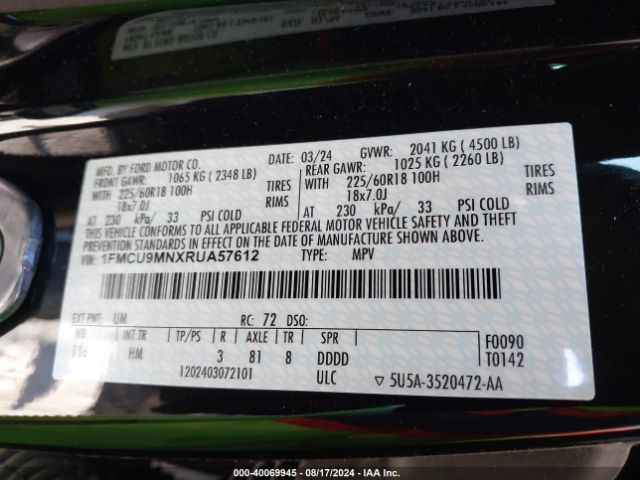 MFD. BY FORD MOTOR CO.
DATE: 03/24 GVWR: 2041 KG ( 4500 LB)
FRONT GAWR: 1065 KG ( 2348 LB)
REAR GAWR: 1025 KG ( 2260 LB)
WITH 225/60R18 100H TIRES
WITH 225/60R18 100H TIRES
18x7.0J RIMS
18x7.0J RIMS
AT 230 kPa/ 33 PSI COLD
AT 230 kPa/ 33 PSI COLD
THIS VEHICLE CONFORMS TO ALL APPLICABLE FEDERAL MOTOR VEHICLE SAFETY AND THEFT
PREVENTION STANDARDS IN EFFECT ON THE DATE OF MANUFACTURE SHOWN ABOVE.
VIN: 1FMCU9MNXRUA57612 TYPE: MPV
EXT PNT: UM RC: 72 DSO:
WB INT TR TP/PS R AXLE TR SPR
106 HM 3 81 8 DDDD
F0090
T0142
1202403072101 ULC 5U5A-3520472-AA
000-40069945 - 08/17/2024 - IAA Inc.